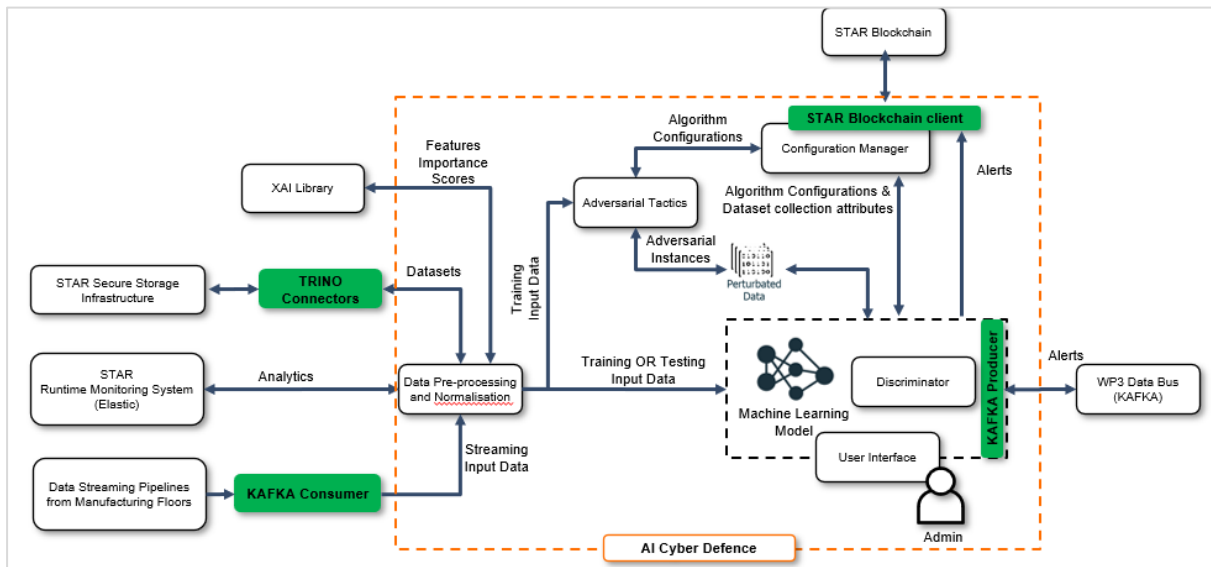 STAR Blockchain
STAR Blockchain client
Configuration Manager
Algorithm
Configurations
Alerts
Features
Importance
Scores
XAI Library
Adversarial Tactics
Algorithm Configurations &
Dataset collection attributes
Adversarial
Instances
Perturbated
Data
STAR Secure Storage
Infrastructure
TRINO
Connectors
Datasets
Training
Input Data
STAR
Runtime Monitoring System
(Elastic)
Analytics
Data Pre-processing
and Normalisation
Training OR Testing
Input Data
Machine Learning
Model
Discriminator
KAFKA Producer
Alerts
WP3 Data Bus
(KAFKA)
User Interface
Admin
Streaming
Input Data
Data Streaming Pipelines
from Manufacturing Floors
KAFKA Consumer
AI Cyber Defence